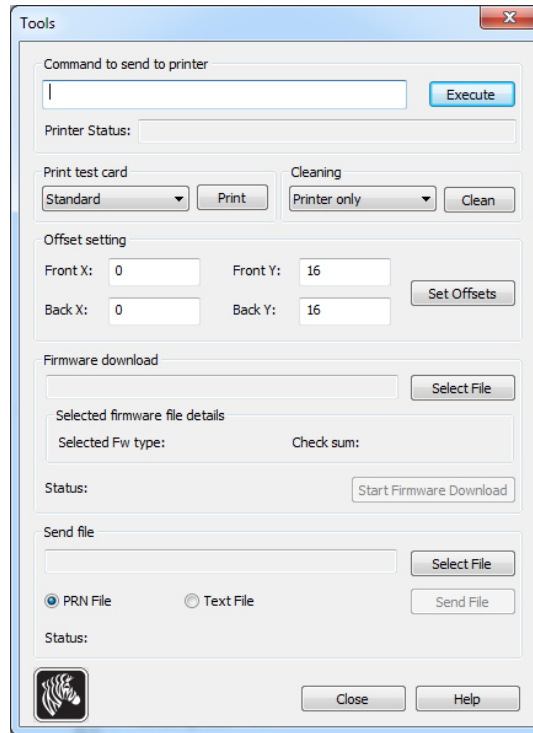 Tools
Command to send to printer
Execute
Printer Status:
Print test card
Cleaning
Standard Print
Printer only Clean
Offset setting
Front X: 0 Front Y: 16
Set Offsets
Back X: 0 Back Y: 16
Firmware download
Select File
Selected firmware file details
Selected Fw type: Check sum:
Status: Start Firmware Download
Send file
Select File
PRN File Text File Send File
Status:
Close Help